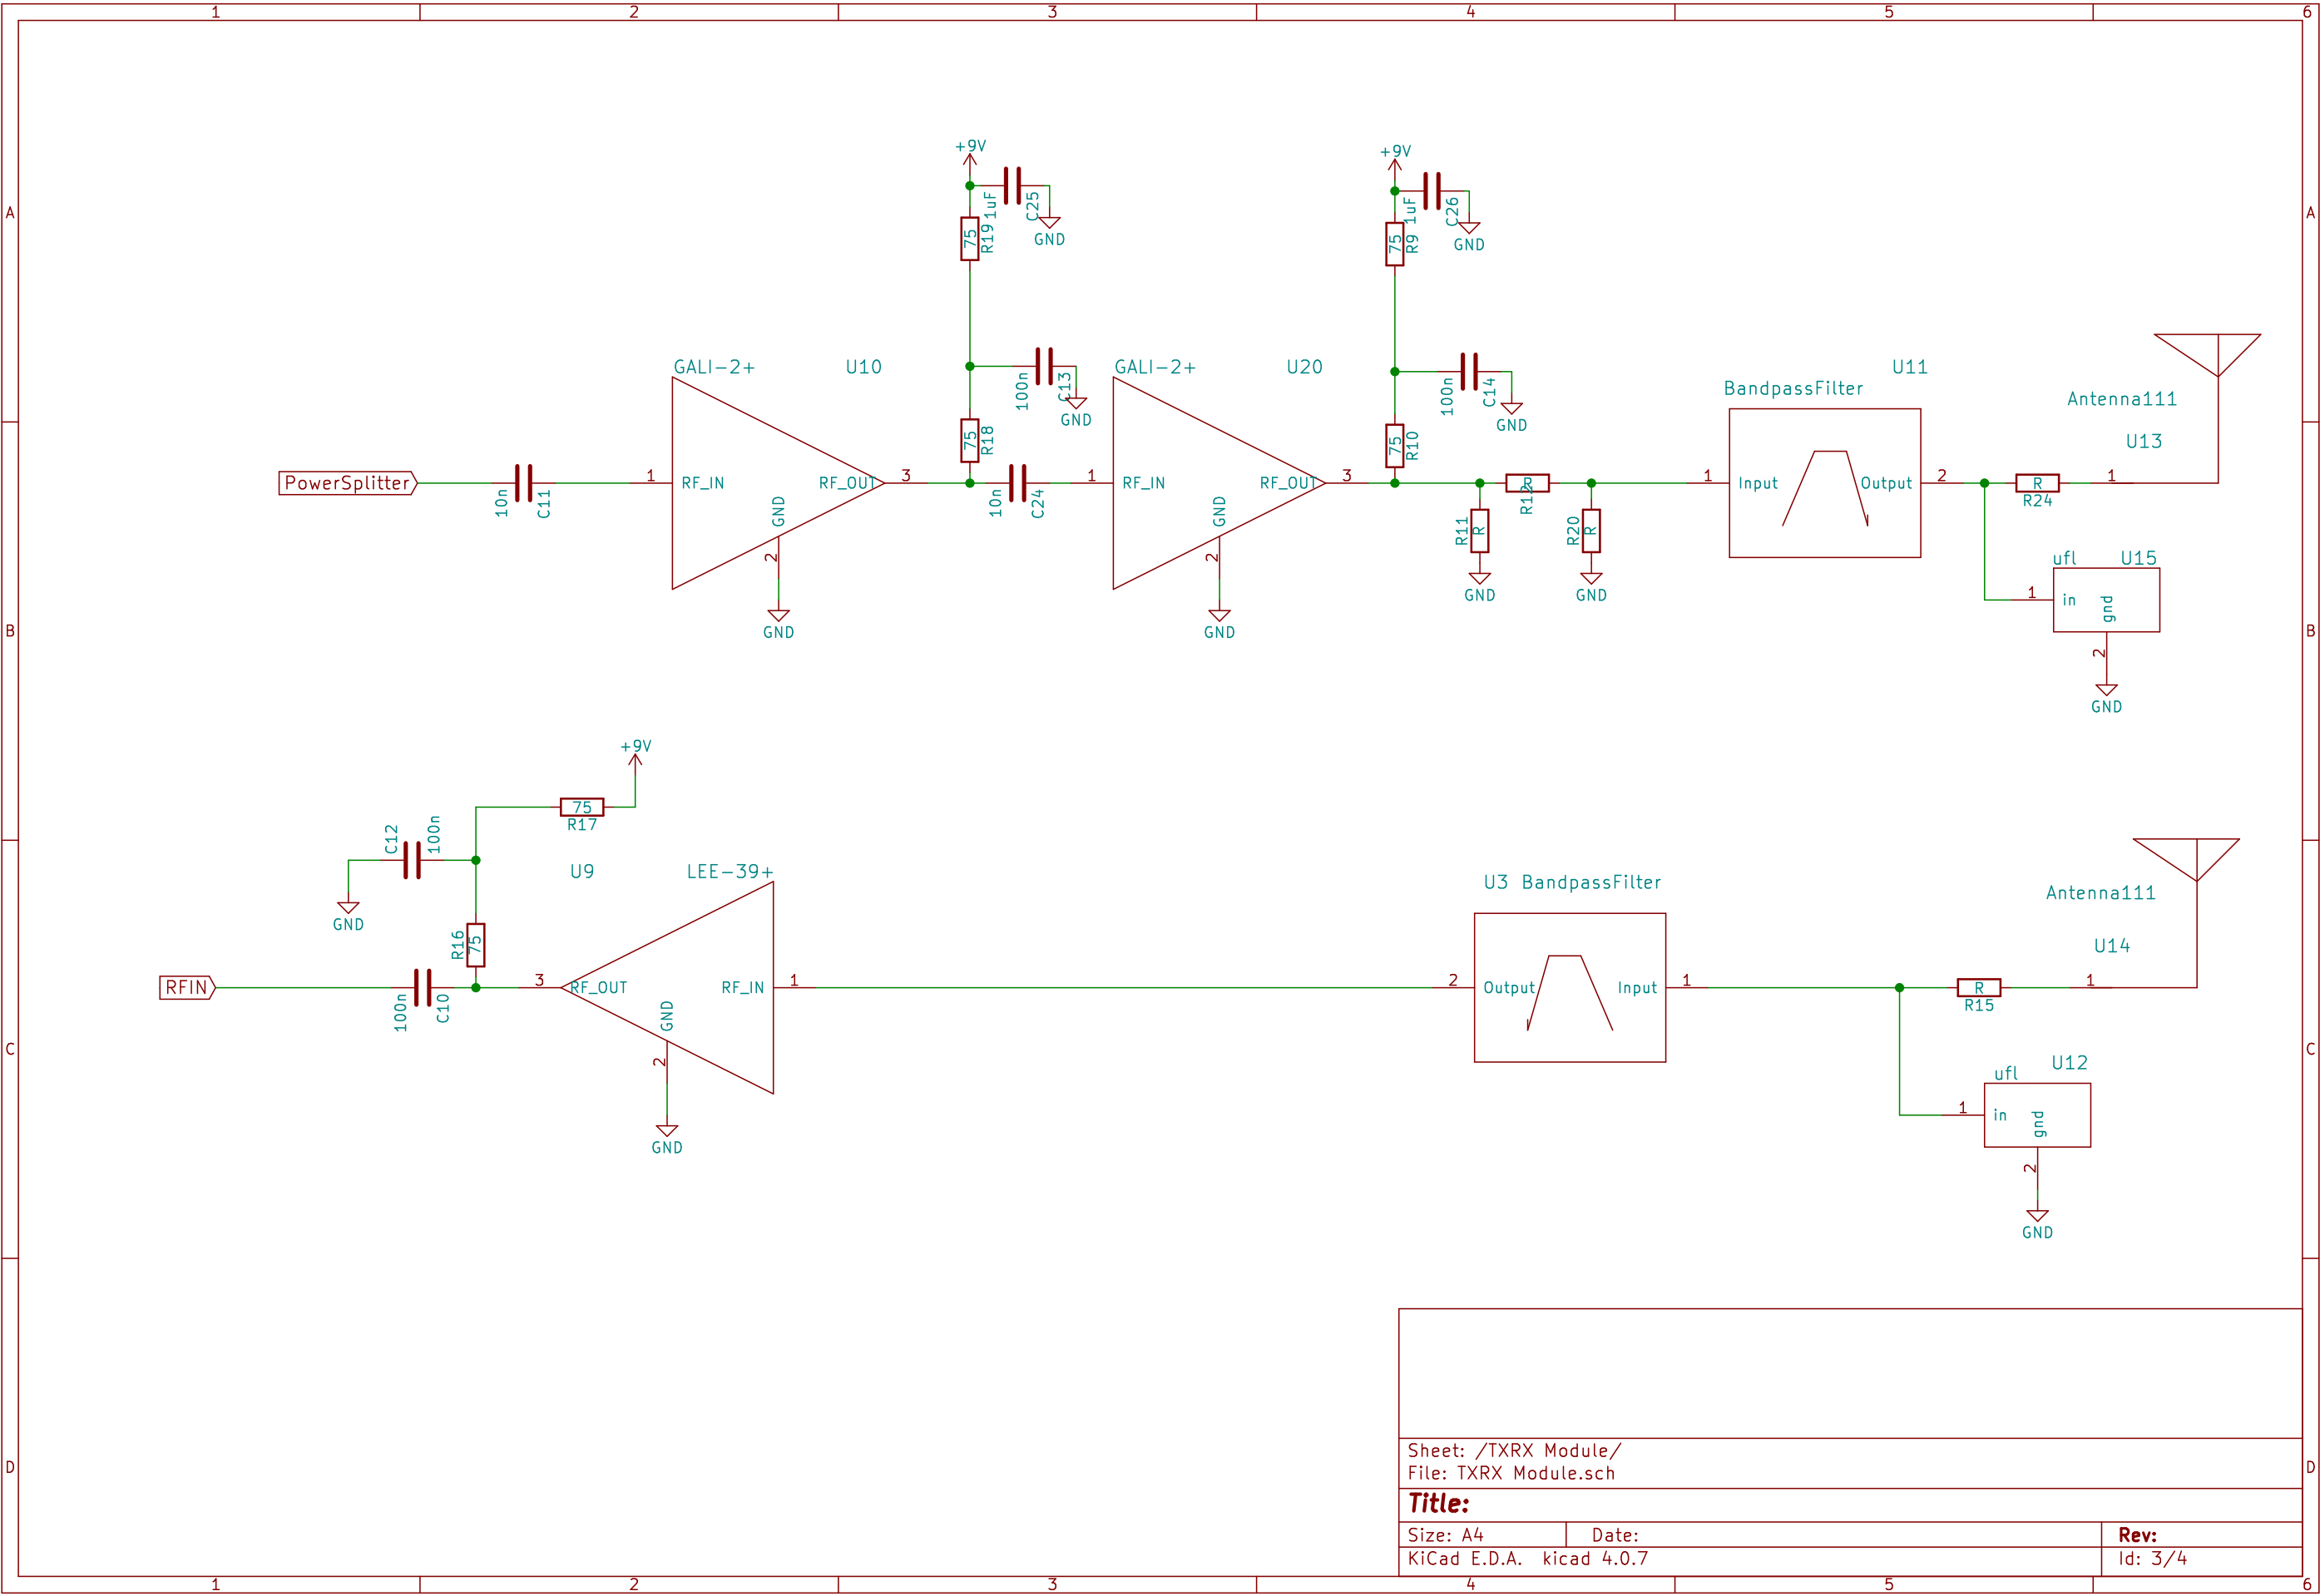 1 2 3 4 5 6
A A
B B
C C
D D
+9V
1uF
C25
GND
75
R19
100n
C13
GND
75
R18
+9V
1uF
C26
GND
75
R9
100n
C14
GND
75
R10
GALI-2+ U10
PowerSplitter
10n
C11
1 RF_IN RF_OUT 3
GND
2
GND
10n
C24
GALI-2+ U20
1 RF_IN RF_OUT 3
GND
2
GND
R
R11
R
GND
R20
R
GND
U11
BandpassFilter
1 Input Output 2
R
R24
Antenna111
U13
1
ufl U15
1 in
gnd
2
GND
+9V
75
R17
C12
100n
GND
R16
75
RFIN
100n
C10
U9 LEE-39+
3 RF_OUT RF_IN 1
GND
2
GND
U3 BandpassFilter
2 Output Input 1
R
R15
Antenna111
U14
1
ufl U12
1 in
gnd
2
GND
Sheet: /TXRX Module/
File: TXRX Module.sch
Title:
Size: A4 Date: Rev:
KiCad E.D.A. kicad 4.0.7 Id: 3/4
1 2 3 4 5 6